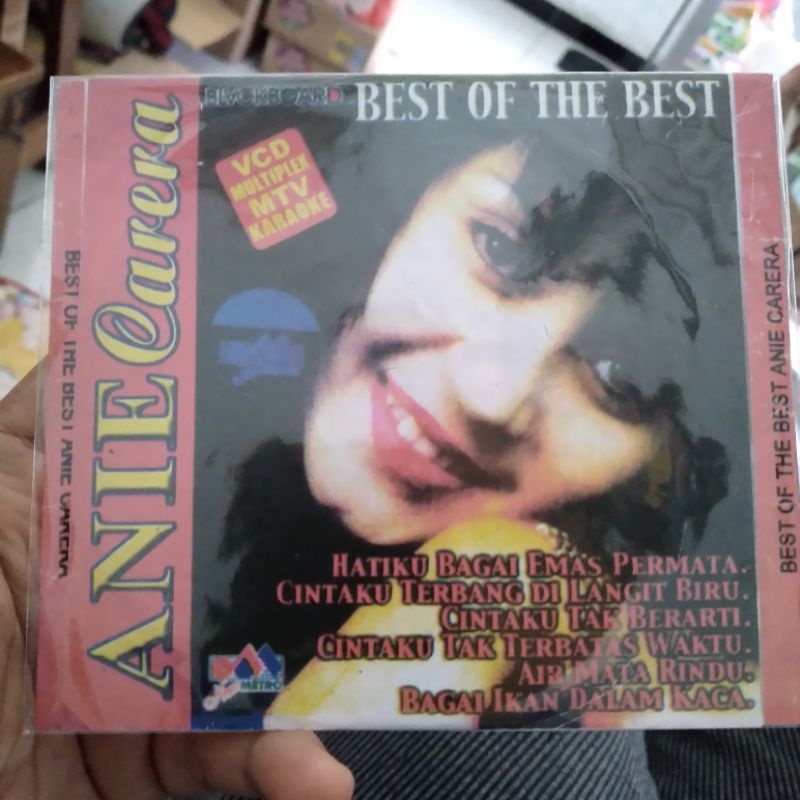 BLACKBOARD
BEST OF THE BEST
VCD
MULTIPLEX
MTV
KARAOKE
ANIE Carera
BEST OF THE BEST ANIE CARERA
HATIKU BAGAI EMAS PERMATA.
CINTAKU TERBANG DI LANGIT BIRU.
CINTAKU TAK BERARTI.
CINTAKU TAK TERBATAS WAKTU.
AIR MATA RINDU.
BAGAI IKAN DALAM KACA.
METRO
BEST OF THE BEST ANIE CARERA